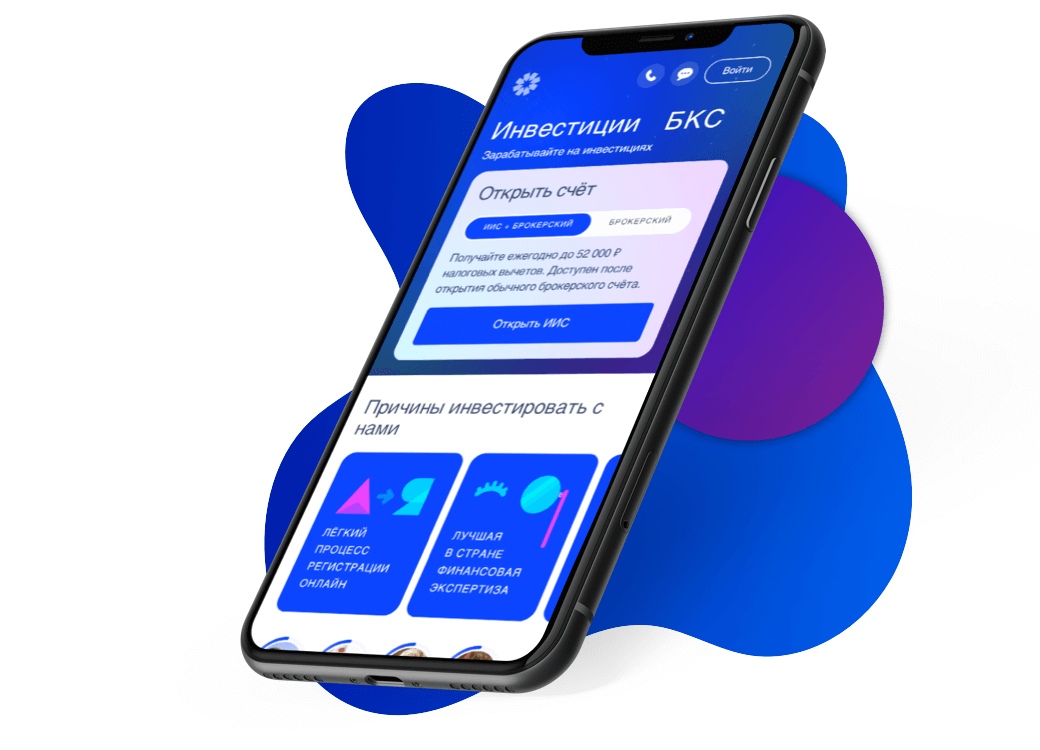 Войти
Инвестиции БКС
Зарабатывайте на инвестициях
Открыть счёт
ИИС + БРОКЕРСКИЙ БРОКЕРСКИЙ
Получайте ежегодно до 52 000 ₽
налоговых вычетов. Доступен после
открытия обычного брокерского счёта.
Открыть ИИС
Причины инвестировать с
нами
ЛЁГКИЙ
ПРОЦЕСС
РЕГИСТРАЦИИ
ОНЛАЙН
ЛУЧШАЯ
В СТРАНЕ
ФИНАНСОВАЯ
ЭКСПЕРТИЗА